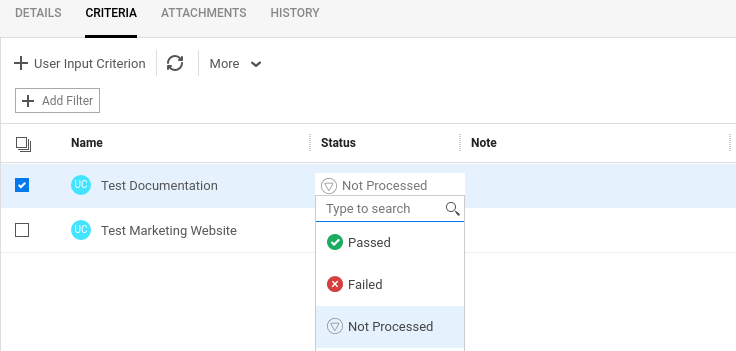 DETAILS CRITERIA ATTACHMENTS HISTORY
User Input Criterion More
Add Filter
Name Status Note
UC Test Documentation Not Processed
Type to search
UC Test Marketing Website
Passed
Failed
Not Processed